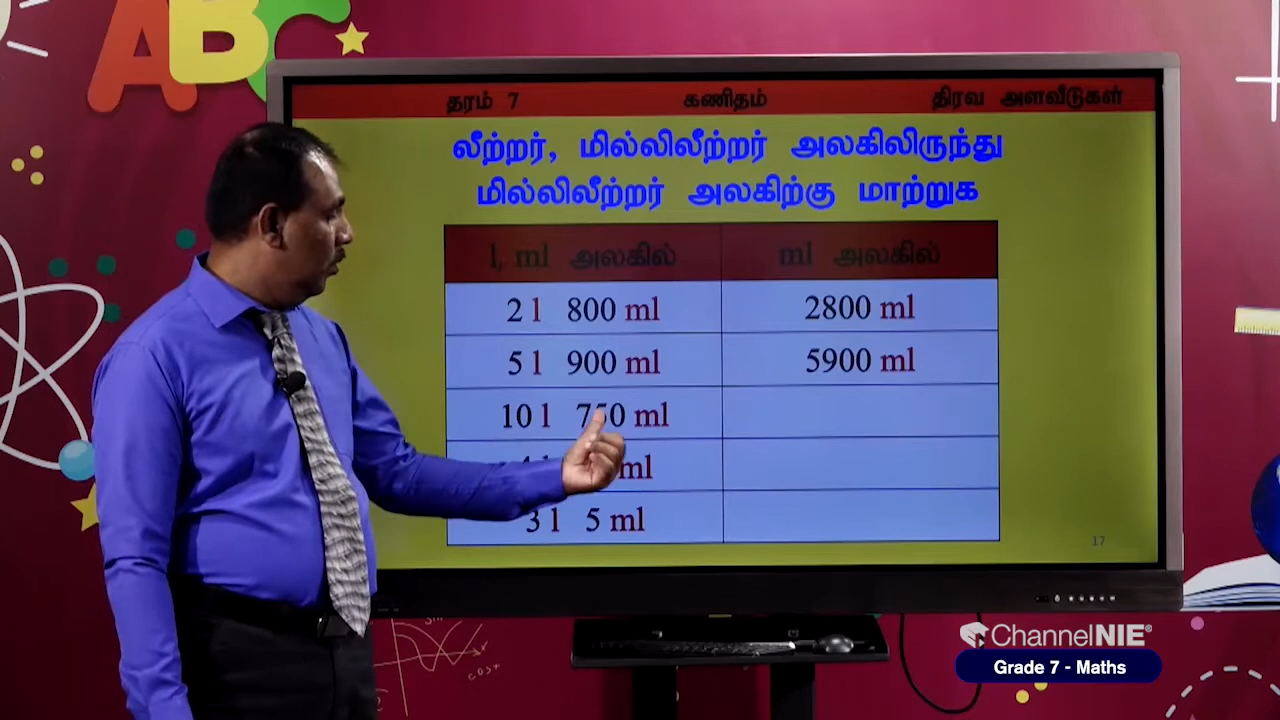 ABC
தரம் 7 கணிதம் திரவ அளவீடுகள்
லீற்றர், மில்லிலீற்றர் அலகிலிருந்து
மில்லிலீற்றர் அலகிற்கு மாற்றுக
l, ml அலகில் ml அலகில்
2 l 800 ml 2800 ml
5 l 900 ml 5900 ml
10 l 750 ml
ml
3 l 5 ml
17
ChannelNIE®
Grade 7 - Maths